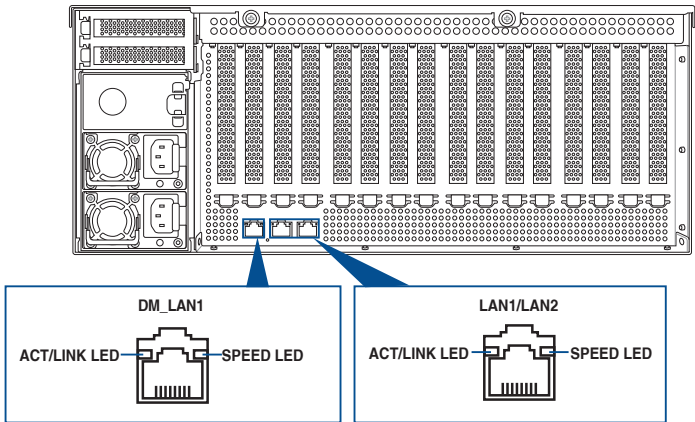 DM_LAN1
ACT/LINK LED
SPEED LED
LAN1/LAN2
ACT/LINK LED
SPEED LED